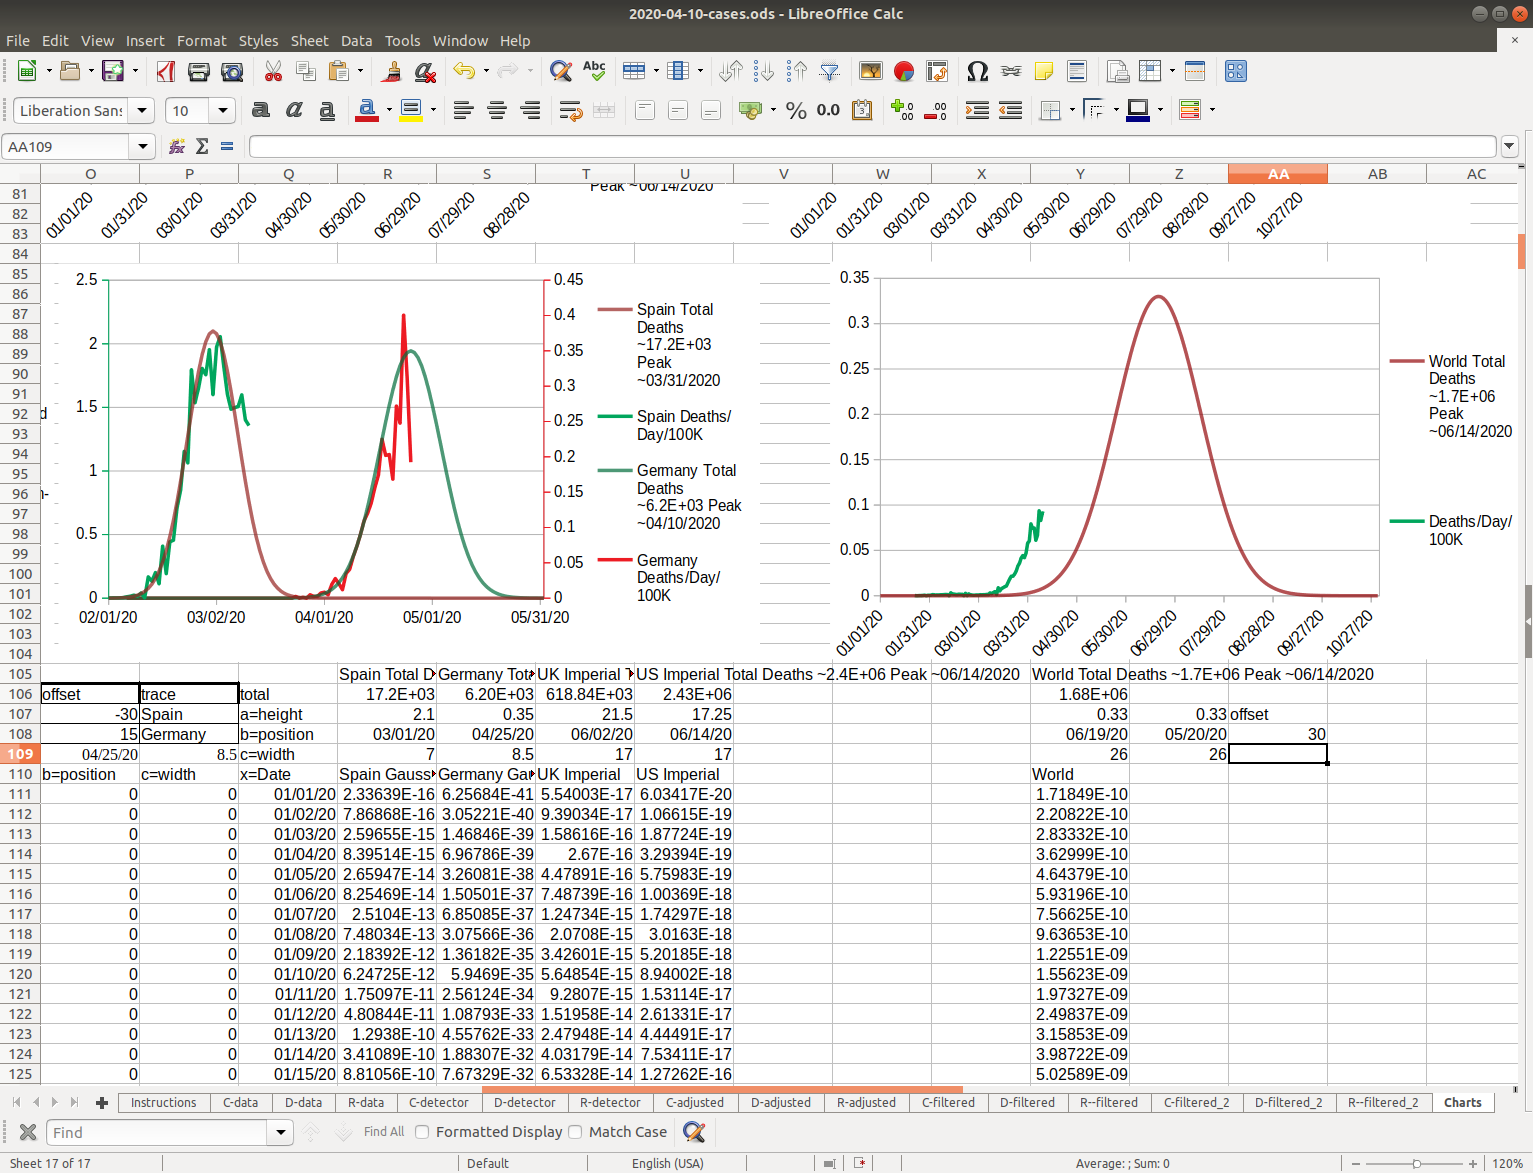 2020-04-10-cases.ods - LibreOffice Calc
File Edit View Insert Format Styles Sheet Data Tools Window Help
Liberation Sans 10
AA109
O P Q R S T U V W X Y Z AA AB AC
81 Peak ~06/14/2020
82 01/01/20 01/31/20 03/01/20 03/31/20 04/30/20 05/30/20 06/29/20 07/29/20 08/28/20 01/01/20 01/31/20 03/01/20 03/31/20 04/30/20 05/30/20 06/29/20 07/29/20 08/28/20 09/27/20 10/27/20
83
84
85
86
87
88
89
90
91
92 d
93
94
95
96 n-
97
98
99
100
101
102
103
104
2.5
2
1.5
1
0.5
0
0.45
0.4
0.35
0.3
0.25
0.2
0.15
0.1
0.05
0
02/01/20 03/02/20 04/01/20 05/01/20 05/31/20
Spain Total
Deaths
~17.2E+03
Peak
~03/31/2020
Spain Deaths/
Day/100K
Germany Total
Deaths
~6.2E+03 Peak
~04/10/2020
Germany
Deaths/Day/
100K
0.35
0.3
0.25
0.2
0.15
0.1
0.05
0
01/01/20 01/31/20 03/01/20 03/31/20 04/30/20 05/30/20 06/29/20 07/29/20 08/28/20 09/27/20 10/27/20
World Total
Deaths
~1.7E+06
Peak
~06/14/2020
Deaths/Day/
100K
105 Spain Total D Germany Tot UK Imperial T US Imperial Total Deaths ~2.4E+06 Peak ~06/14/2020 World Total Deaths ~1.7E+06 Peak ~06/14/2020
106 offset trace total 17.2E+03 6.20E+03 618.84E+03 2.43E+06 1.68E+06
107 -30 Spain a=height 2.1 0.35 21.5 17.25 0.33 0.33 offset
108 15 Germany b=position 03/01/20 04/25/20 06/02/20 06/14/20 06/19/20 05/20/20 30
109 04/25/20 8.5 c=width 7 8.5 17 17 26 26
110 b=position c=width x=Date Spain Gauss Germany Ga UK Imperial US Imperial World
111 0 0 01/01/20 2.33639E-16 6.25684E-41 5.54003E-17 6.03417E-20 1.71849E-10
112 0 0 01/02/20 7.86868E-16 3.05221E-40 9.39034E-17 1.06615E-19 2.20822E-10
113 0 0 01/03/20 2.59655E-15 1.46846E-39 1.58616E-16 1.87724E-19 2.83332E-10
114 0 0 01/04/20 8.39514E-15 6.96786E-39 2.67E-16 3.29394E-19 3.62999E-10
115 0 0 01/05/20 2.65947E-14 3.26081E-38 4.47891E-16 5.75983E-19 4.64379E-10
116 0 0 01/06/20 8.25469E-14 1.50501E-37 7.48739E-16 1.00369E-18 5.93196E-10
117 0 0 01/07/20 2.5104E-13 6.85085E-37 1.24734E-15 1.74297E-18 7.56625E-10
118 0 0 01/08/20 7.48034E-13 3.07566E-36 2.0708E-15 3.0163E-18 9.63653E-10
119 0 0 01/09/20 2.18392E-12 1.36182E-35 3.42601E-15 5.20185E-18 1.22551E-09
120 0 0 01/10/20 6.24725E-12 5.9469E-35 5.64854E-15 8.94002E-18 1.55623E-09
121 0 0 01/11/20 1.75097E-11 2.56124E-34 9.2807E-15 1.53114E-17 1.97327E-09
122 0 0 01/12/20 4.80844E-11 1.08793E-33 1.51958E-14 2.61331E-17 2.49837E-09
123 0 0 01/13/20 1.2938E-10 4.55762E-33 2.47948E-14 4.44491E-17 3.15853E-09
124 0 0 01/14/20 3.41089E-10 1.88307E-32 4.03179E-14 7.53411E-17 3.98722E-09
125 0 0 01/15/20 8.81056E-10 7.67329E-32 6.53328E-14 1.27262E-16 5.02589E-09
Instructions C-data D-data R-data C-detector D-detector R-detector C-adjusted D-adjusted R-adjusted C-filtered D-filtered R--filtered C-filtered_2 D-filtered_2 R--filtered_2 Charts
Find Find All Formatted Display Match Case
Sheet 17 of 17 Default English (USA) Average: ; Sum: 0 120%